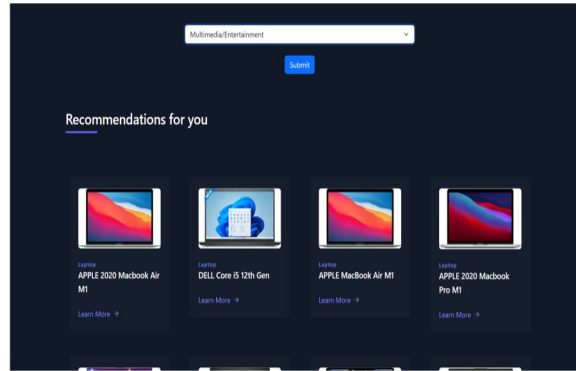 Multimedia/Entertainment
Submit
Recommendations for you
Laptop
APPLE 2020 Macbook Air
M1
Learn More →
Laptop
DELL Core i5 12th Gen
Learn More →
Laptop
APPLE MacBook Air M1
Learn More →
Laptop
APPLE 2020 Macbook
Pro M1
Learn More →